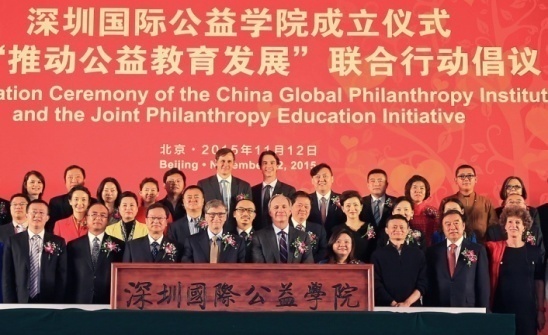 深圳国际公益学院成立仪式
“推动公益教育发展”联合行动倡议
ation Ceremony of the China Global Philanthropy Institut
and the Joint Philanthropy Education Initiative
北京·2015年11月12日
Beijing • 2, 2015
深圳國際公益學院